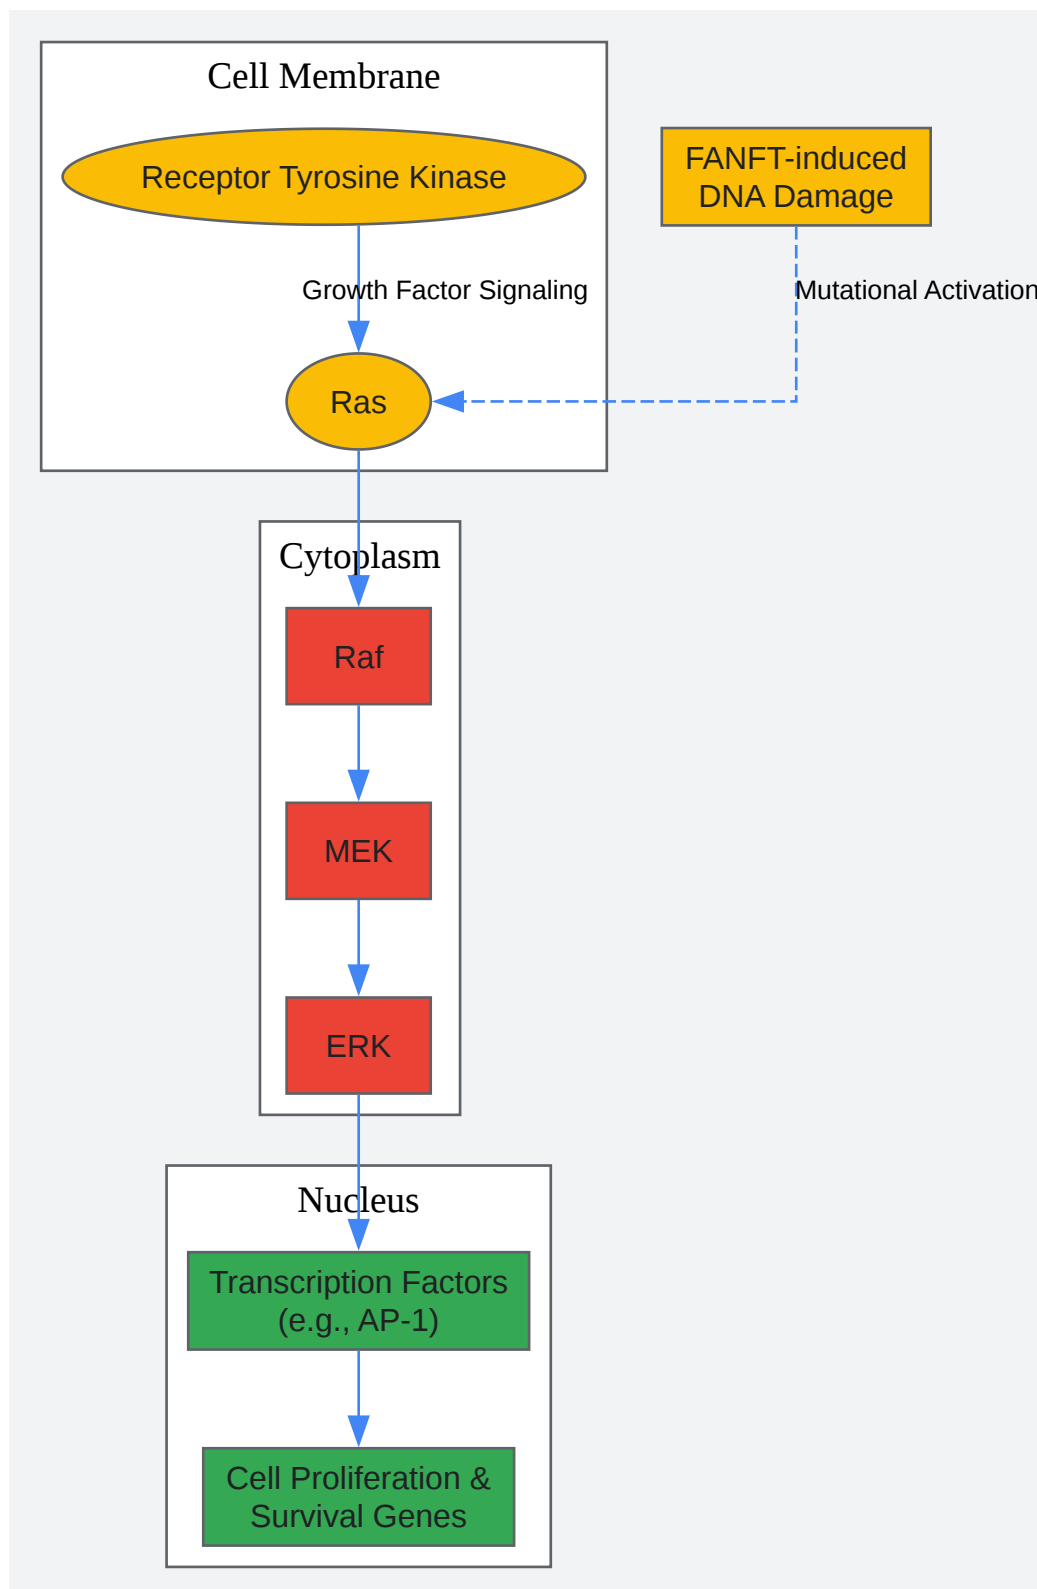 Cell Membrane
Receptor Tyrosine Kinase
FANFT-induced
DNA Damage
Growth Factor Signaling
Mutational Activation
Ras
Cytoplasm
Raf
MEK
ERK
Nucleus
Transcription Factors
(e.g., AP-1)
Cell Proliferation &
Survival Genes